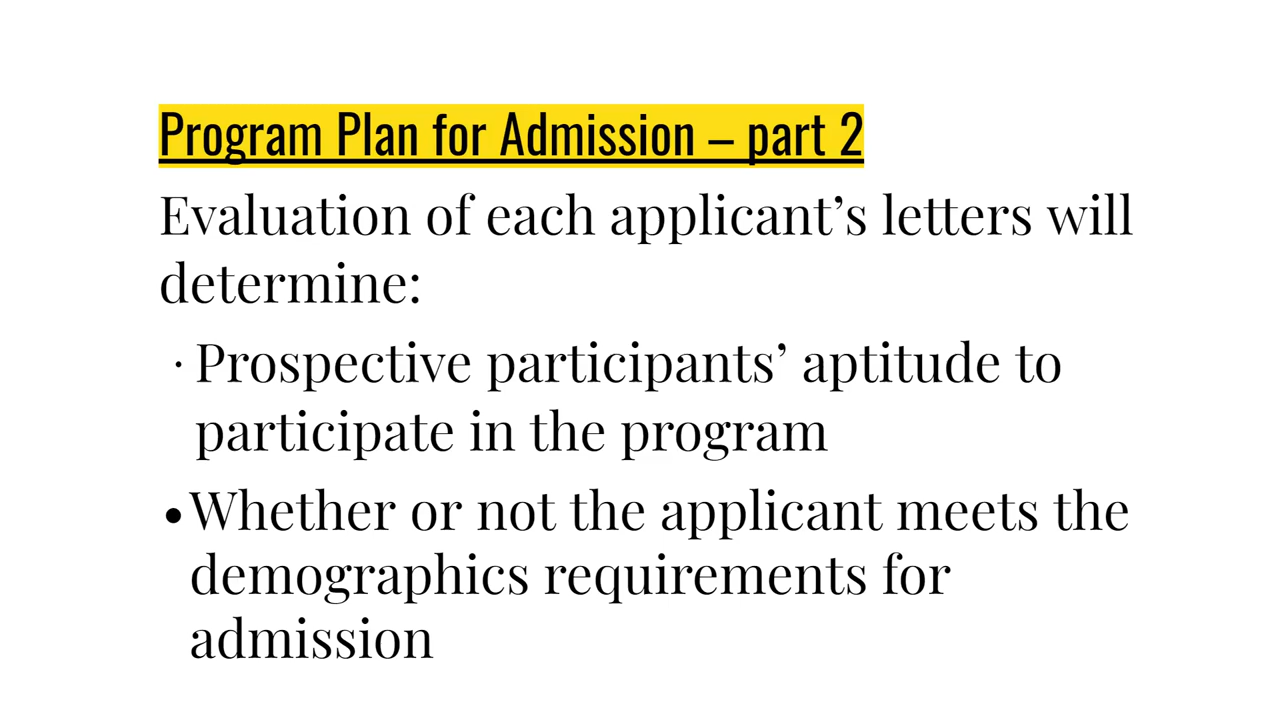 Program Plan for Admission – part 2
Evaluation of each applicant’s letters will
determine:
· Prospective participants’ aptitude to
participate in the program
• Whether or not the applicant meets the
demographics requirements for
admission